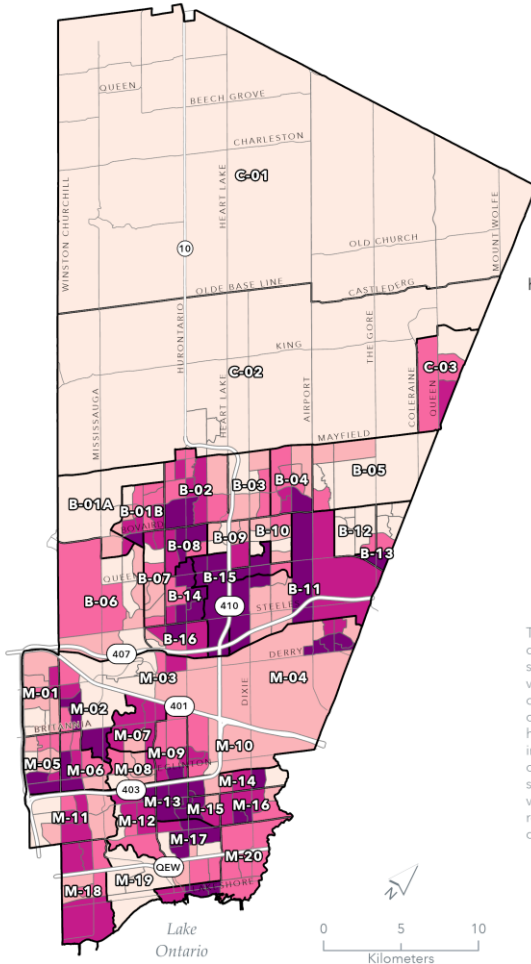 QUEEN
BEECH GROVE
CHARLESTON
C-01
HEART LAKE
WINSTON CHURCHILL
MOUNT WOLFE
OLD CHURCH
10
OLDE BASE LINE
CASTLEDERG
HURONTARIO
KING
THE GORE
C-02
C-03
HEART LAKE
AIRPORT
COLERAINE
QUEEN
MISSISSAUGA
MAYFIELD
B-05
B-01A
B-01B
B-02
B-03
B-04
BOVAIRD
B-08
B-09
B-10
B-12
B-13
QUEEN
B-07
B-15
B-06
B-14
B-11
410
B-16
407
DERRY
M-01
M-03
M-04
M-02
401
DIXIE
BRITANNIA
M-07
M-05
M-06
M-08
M-09
M-10
403
M-14
M-11
M-12
M-13
M-15
M-16
M-17
M-20
QEW
M-18
M-19
Lake
Ontario
N
0 5 10
Kilometers